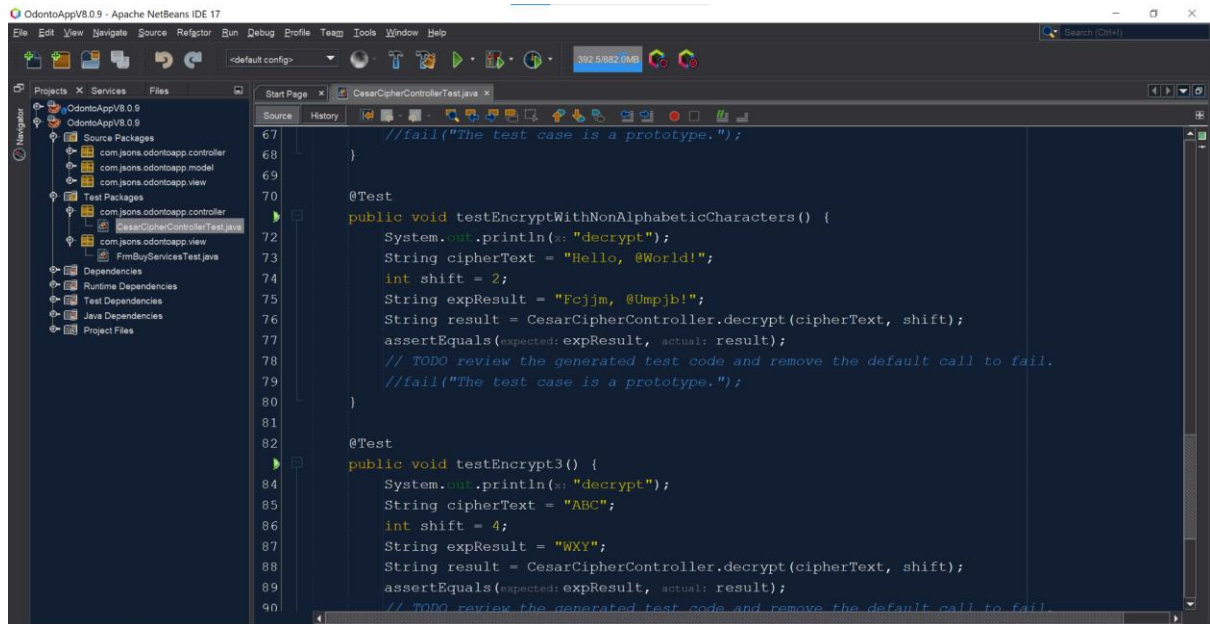 OdontoAppV8.0.9 - Apache NetBeans IDE 17
File Edit View Navigate Source Refactor Run Debug Profile Team Tools Window Help
Search (Ctrl+I)
<default config>
392.5/882.0MB
Projects X Services Files
Start Page x CesarCipherControllerTest.java x
Navigator
Source History
OdontoAppV8.0.9
OdontoAppV8.0.9
Source Packages
com.jsons.odontoapp.controller
com.jsons.odontoapp.model
com.jsons.odontoapp.view
Test Packages
com.jsons.odontoapp.controller
CesarCipherControllerTest.java
com.jsons.odontoapp.view
FrmBuyServicesTest.java
Dependencies
Runtime Dependencies
Test Dependencies
Java Dependencies
Project Files
67 //fail("The test case is a prototype.");
68 }
69
70 @Test
public void testEncryptWithNonAlphabeticCharacters() {
72 System.out.println(x: "decrypt");
73 String cipherText = "Hello, @World!";
74 int shift = 2;
75 String expResult = "Fcjjm, @Umpjb!";
76 String result = CesarCipherController.decrypt(cipherText, shift);
77 assertEquals(expected: expResult, actual: result);
78 // TODO review the generated test code and remove the default call to fail.
79 //fail("The test case is a prototype.");
80 }
81
82 @Test
public void testEncrypt3() {
84 System.out.println(x: "decrypt");
85 String cipherText = "ABC";
86 int shift = 4;
87 String expResult = "WXY";
88 String result = CesarCipherController.decrypt(cipherText, shift);
89 assertEquals(expected: expResult, actual: result);
90 // TODO review the generated test code and remove the default call to fail.